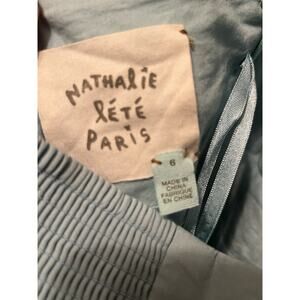 NATHALIE
LÉTÉ
PARIS
6
MADE IN
CHINA
FABRIQUÉ
EN CHINE